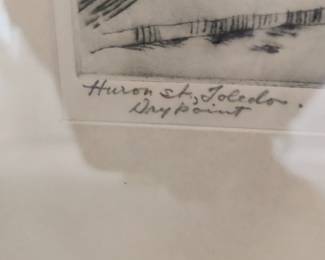 Huron St., Toledo.
Drypoint